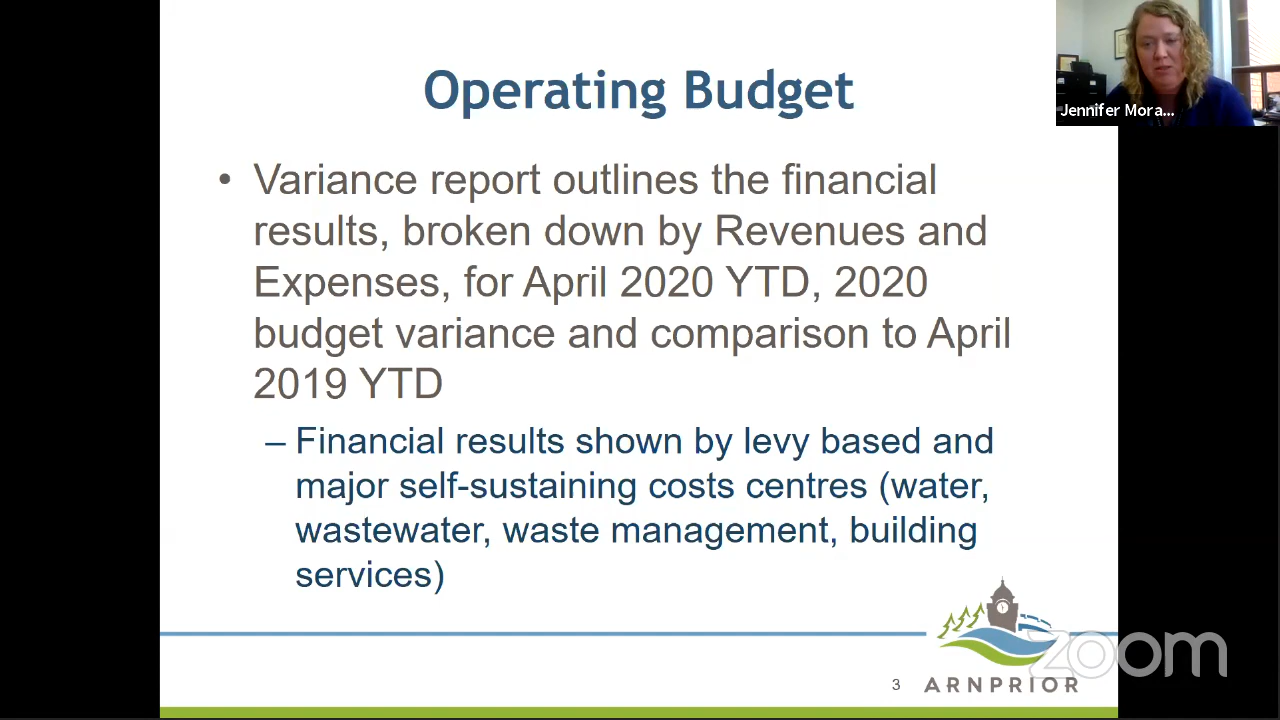 Operating Budget
Jennifer Mora...
• Variance report outlines the financial
results, broken down by Revenues and
Expenses, for April 2020 YTD, 2020
budget variance and comparison to April
2019 YTD
– Financial results shown by levy based and
major self-sustaining costs centres (water,
wastewater, waste management, building
services)
zoom
3
ARNPRIOR